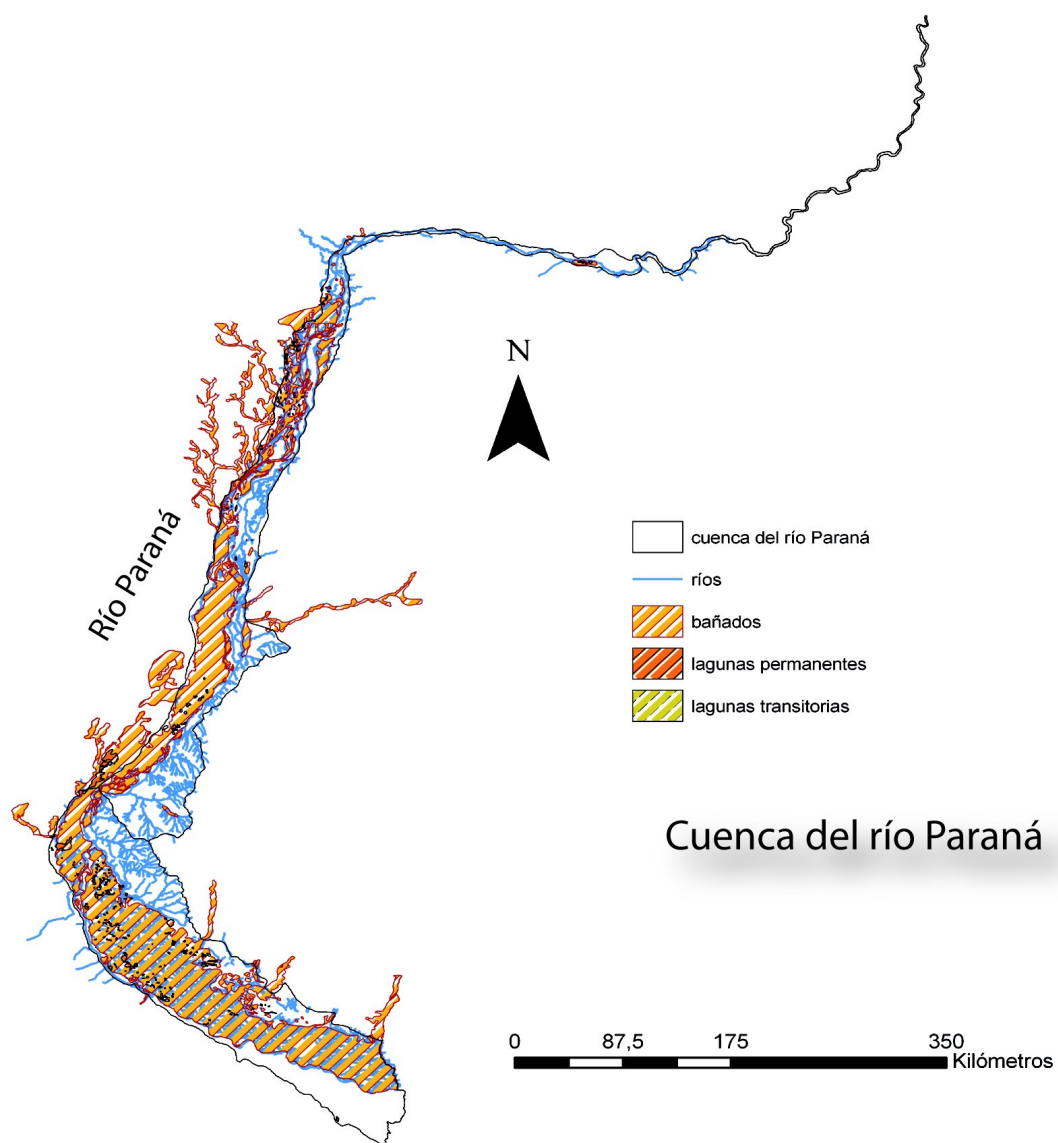 N
Río Paraná
cuenca del río Paraná
ríos
bañados
lagunas permanentes
lagunas transitorias
Cuenca del río Paraná
0 87,5 175 350
Kilómetros